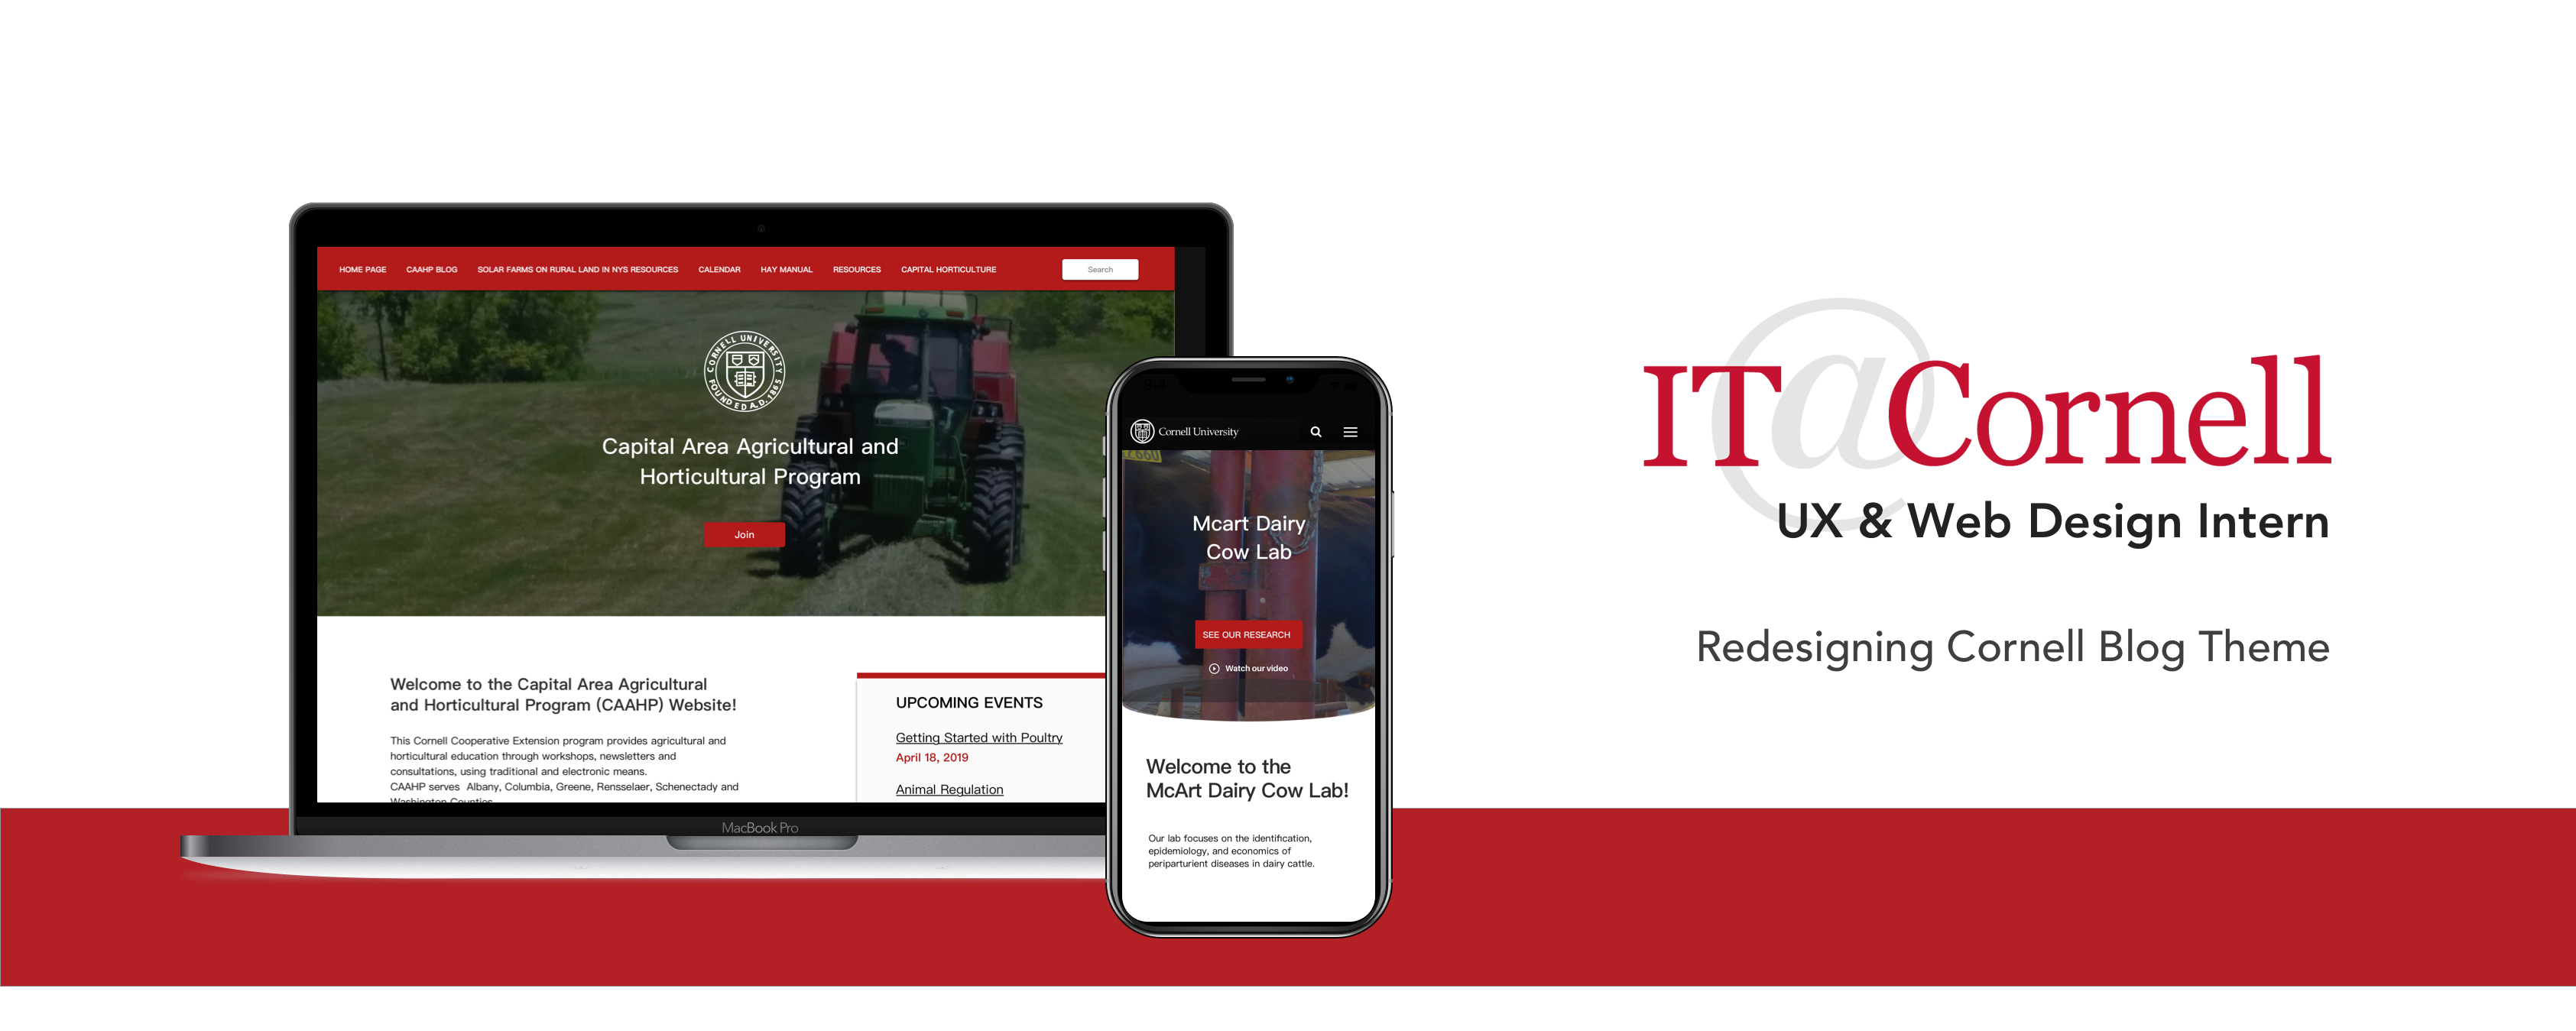 HOME PAGE CAAHP BLOG SOLAR FARMS ON RURAL LAND IN NYS RESOURCES CALENDAR HAY MANUAL RESOURCES CAPITAL HORTICULTURE Search
CORNELL UNIVERSITY
FOUNDED A.D. 1865
Capital Area Agricultural and
Horticultural Program
Join
Welcome to the Capital Area Agricultural
and Horticultural Program (CAAHP) Website!
This Cornell Cooperative Extension program provides agricultural and
horticultural education through workshops, newsletters and
consultations, using traditional and electronic means.
CAAHP serves Albany, Columbia, Greene, Rensselaer, Schenectady and
Washington Counties
UPCOMING EVENTS
Getting Started with Poultry
April 18, 2019
Animal Regulation
MacBook Pro
Cornell University
Mcart Dairy
Cow Lab
SEE OUR RESEARCH
Watch our video
Welcome to the
McArt Dairy Cow Lab!
Our lab focuses on the identification,
epidemiology, and economics of
periparturient diseases in dairy cattle.
IT@Cornell
UX & Web Design Intern
Redesigning Cornell Blog Theme